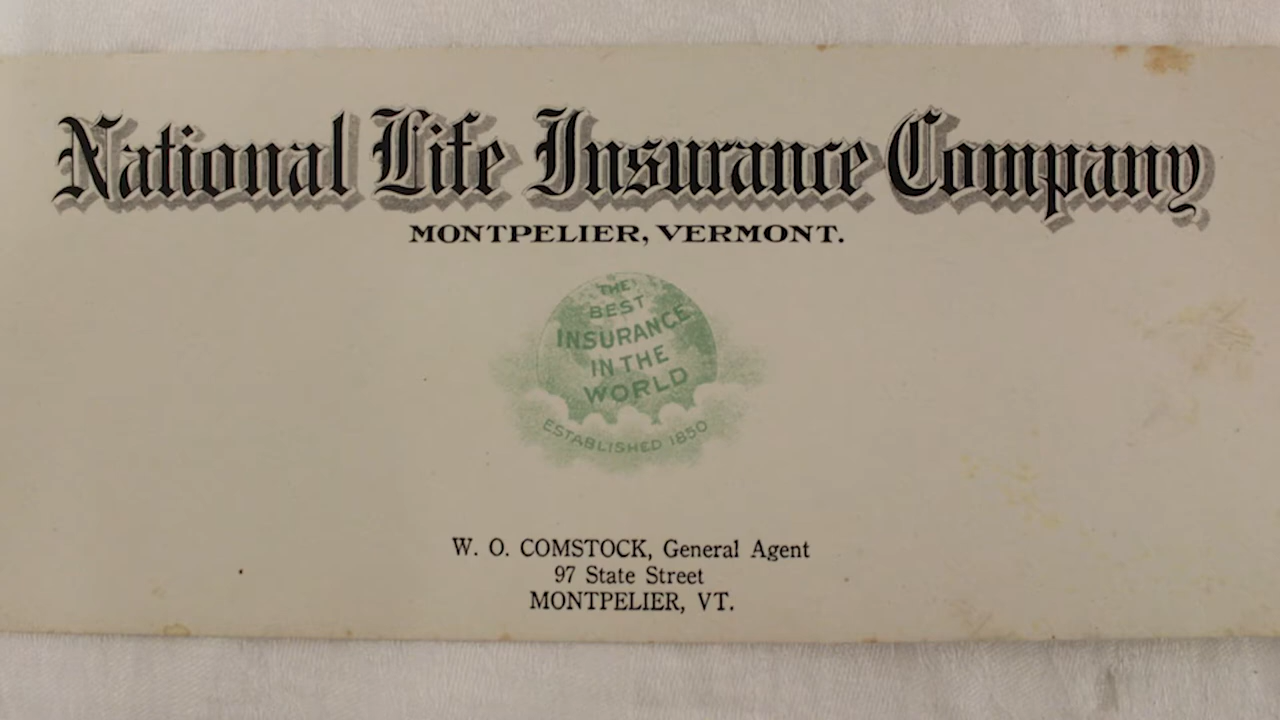 National Life Insurance Company
MONTPELIER, VERMONT.
THE
BEST
INSURANCE
IN THE
WORLD
ESTABLISHED 1850
W. O. COMSTOCK, General Agent
97 State Street
MONTPELIER, VT.